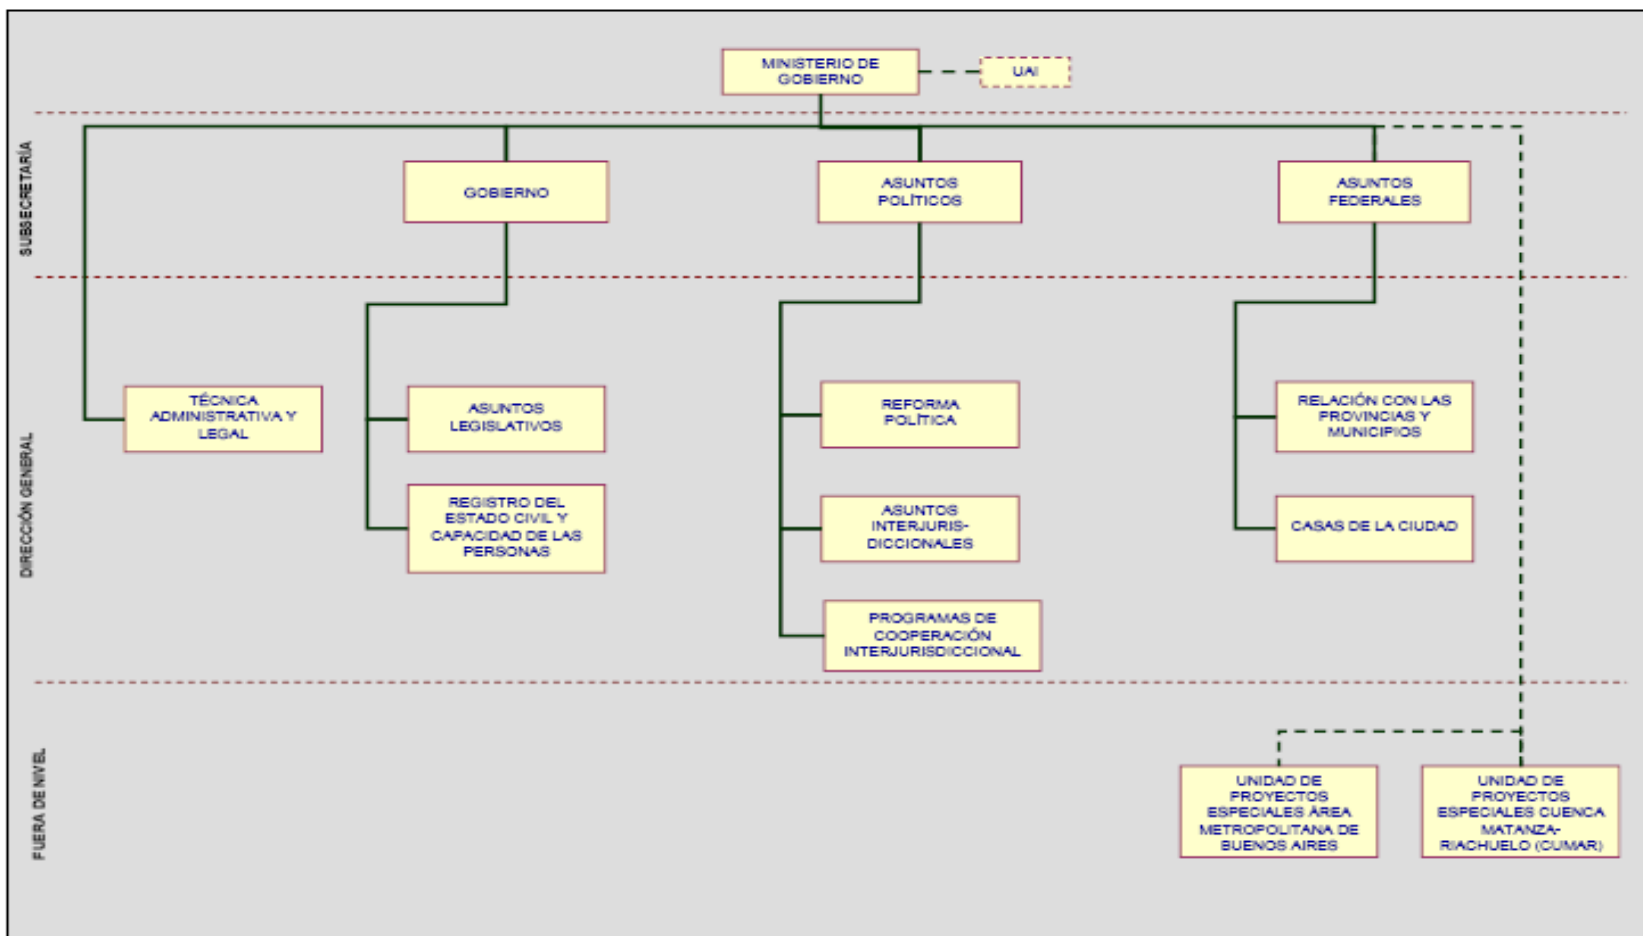 MINISTERIO DE
GOBIERNO
UAI
SUBSECRETARÍA
GOBIERNO
ASUNTOS
POLÍTICOS
ASUNTOS
FEDERALES
DIRECCIÓN GENERAL
TÉCNICA
ADMINISTRATIVA Y
LEGAL
ASUNTOS
LEGISLATIVOS
REFORMA
POLÍTICA
RELACIÓN CON LAS
PROVINCIAS Y
MUNICIPIOS
REGISTRO DEL
ESTADO CIVIL Y
CAPACIDAD DE LAS
PERSONAS
ASUNTOS
INTERJURIS-
DICCIONALES
CASAS DE LA CIUDAD
PROGRAMAS DE
COOPERACIÓN
INTERJURISDICCIONAL
FUERA DE NIVEL
UNIDAD DE
PROYECTOS
ESPECIALES ÁREA
METROPOLITANA DE
BUENOS AIRES
UNIDAD DE
PROYECTOS
ESPECIALES CUENCA
MATANZA-
RIACHUELO (CUMAR)